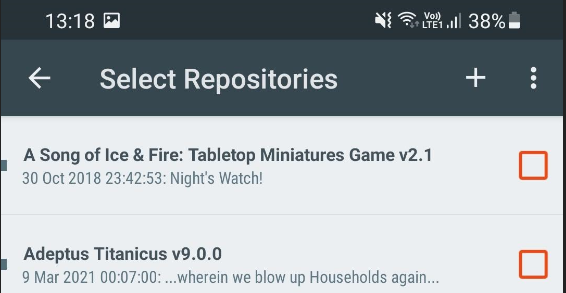 13:18 Vo)) LTE1 38%
Select Repositories
A Song of Ice & Fire: Tabletop Miniatures Game v2.1
30 Oct 2018 23:42:53: Night's Watch!
Adeptus Titanicus v9.0.0
9 Mar 2021 00:07:00: ...wherein we blow up Households again...